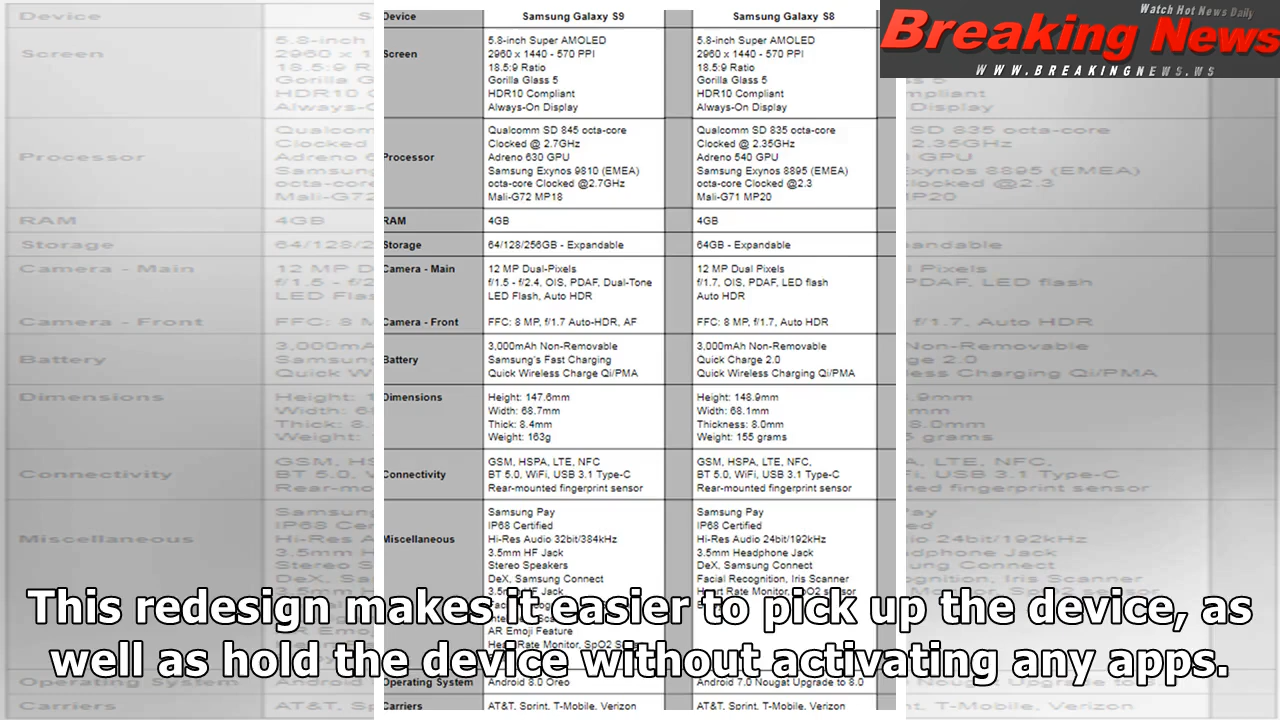 Watch Hot News Daily
Breaking News
WWW.BREAKINGNEWS.WS
Device Samsung Galaxy S9 Samsung Galaxy S8
Screen
5.8-inch Super AMOLED
2960 x 1440 - 570 PPI
18.5:9 Ratio
Gorilla Glass 5
HDR10 Compliant
Always-On Display
5.8-inch Super AMOLED
2960 x 1440 - 570 PPI
18.5:9 Ratio
Gorilla Glass 5
HDR10 Compliant
Always-On Display
Processor
Qualcomm SD 845 octa-core
Clocked @ 2.7GHz
Adreno 630 GPU
Samsung Exynos 9810 (EMEA)
octa-core Clocked @2.7GHz
Mali-G72 MP18
Qualcomm SD 835 octa-core
Clocked @ 2.35GHz
Adreno 540 GPU
Samsung Exynos 8895 (EMEA)
octa-core Clocked @2.3
Mali-G71 MP20
RAM 4GB 4GB
Storage 64/128/256GB - Expandable 64GB - Expandable
Camera - Main
12 MP Dual-Pixels
f/1.5 - f/2.4, OIS, PDAF, Dual-Tone
LED Flash, Auto HDR
12 MP Dual Pixels
f/1.7, OIS, PDAF, LED flash
Auto HDR
Camera - Front FFC: 8 MP, f/1.7 Auto-HDR, AF FFC: 8 MP, f/1.7, Auto HDR
Battery
3,000mAh Non-Removable
Samsung's Fast Charging
Quick Wireless Charge Qi/PMA
3,000mAh Non-Removable
Quick Charge 2.0
Quick Wireless Charging Qi/PMA
Dimensions
Height: 147.6mm
Width: 68.7mm
Thick: 8.4mm
Weight: 163g
Height: 148.9mm
Width: 68.1mm
Thickness: 8.0mm
Weight: 155 grams
Connectivity
GSM, HSPA, LTE, NFC
BT 5.0, WiFi, USB 3.1 Type-C
Rear-mounted fingerprint sensor
GSM, HSPA, LTE, NFC,
BT 5.0, WiFi, USB 3.1 Type-C
Rear-mounted fingerprint sensor
Miscellaneous
Samsung Pay
IP68 Certified
Hi-Res Audio 32bit/384kHz
3.5mm HF Jack
Stereo Speakers
DeX, Samsung Connect
AR Emoji Feature
Samsung Pay
IP68 Certified
Hi-Res Audio 24bit/192kHz
3.5mm Headphone Jack
DeX, Samsung Connect
Facial Recognition, Iris Scanner
Heart Rate Monitor, SpO2 sensor
This redesign makes it easier to pick up the device, as
well as hold the device without activating any apps.
Operating System Android 8.0 Oreo Android 7.0 Nougat Upgrade to 8.0
Carriers AT&T, Sprint, T-Mobile, Verizon AT&T, Sprint, T-Mobile, Verizon